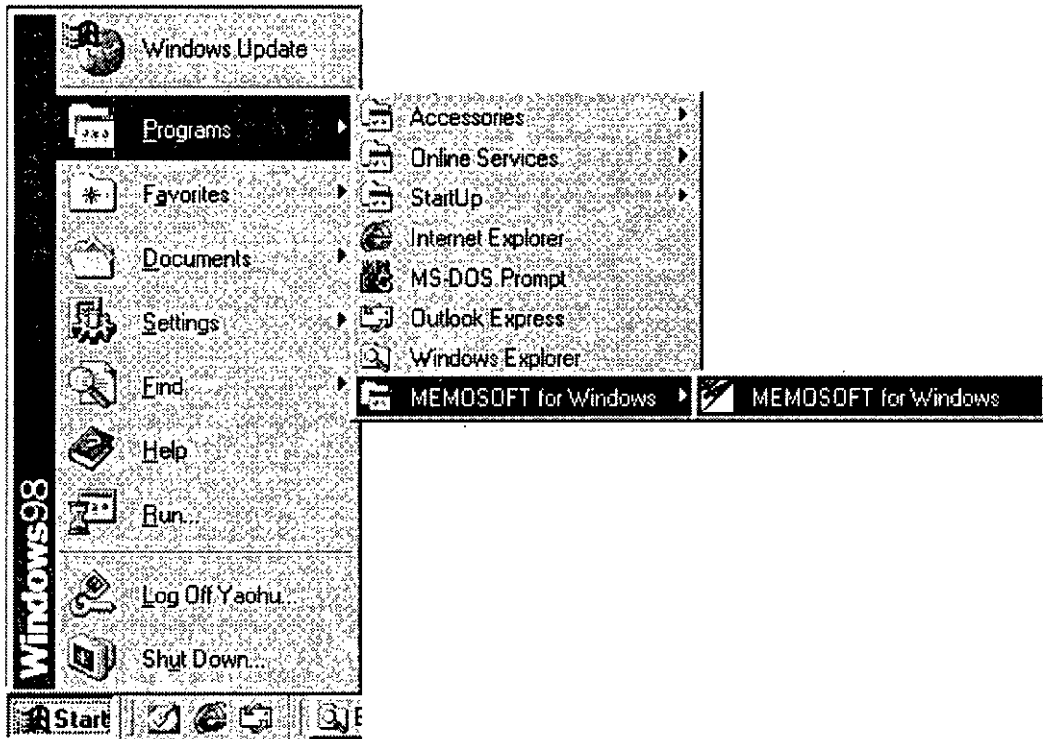 Windows Update
Programs
Favorites
Documents
Settings
Find
Help
Run...
Log Off Yaohu...
Shut Down...
Windows98
Accessories
Online Services
StartUp
Internet Explorer
MS-DOS Prompt
Outlook Express
Windows Explorer
MEMOSOFT for Windows
MEMOSOFT for Windows
Start
E